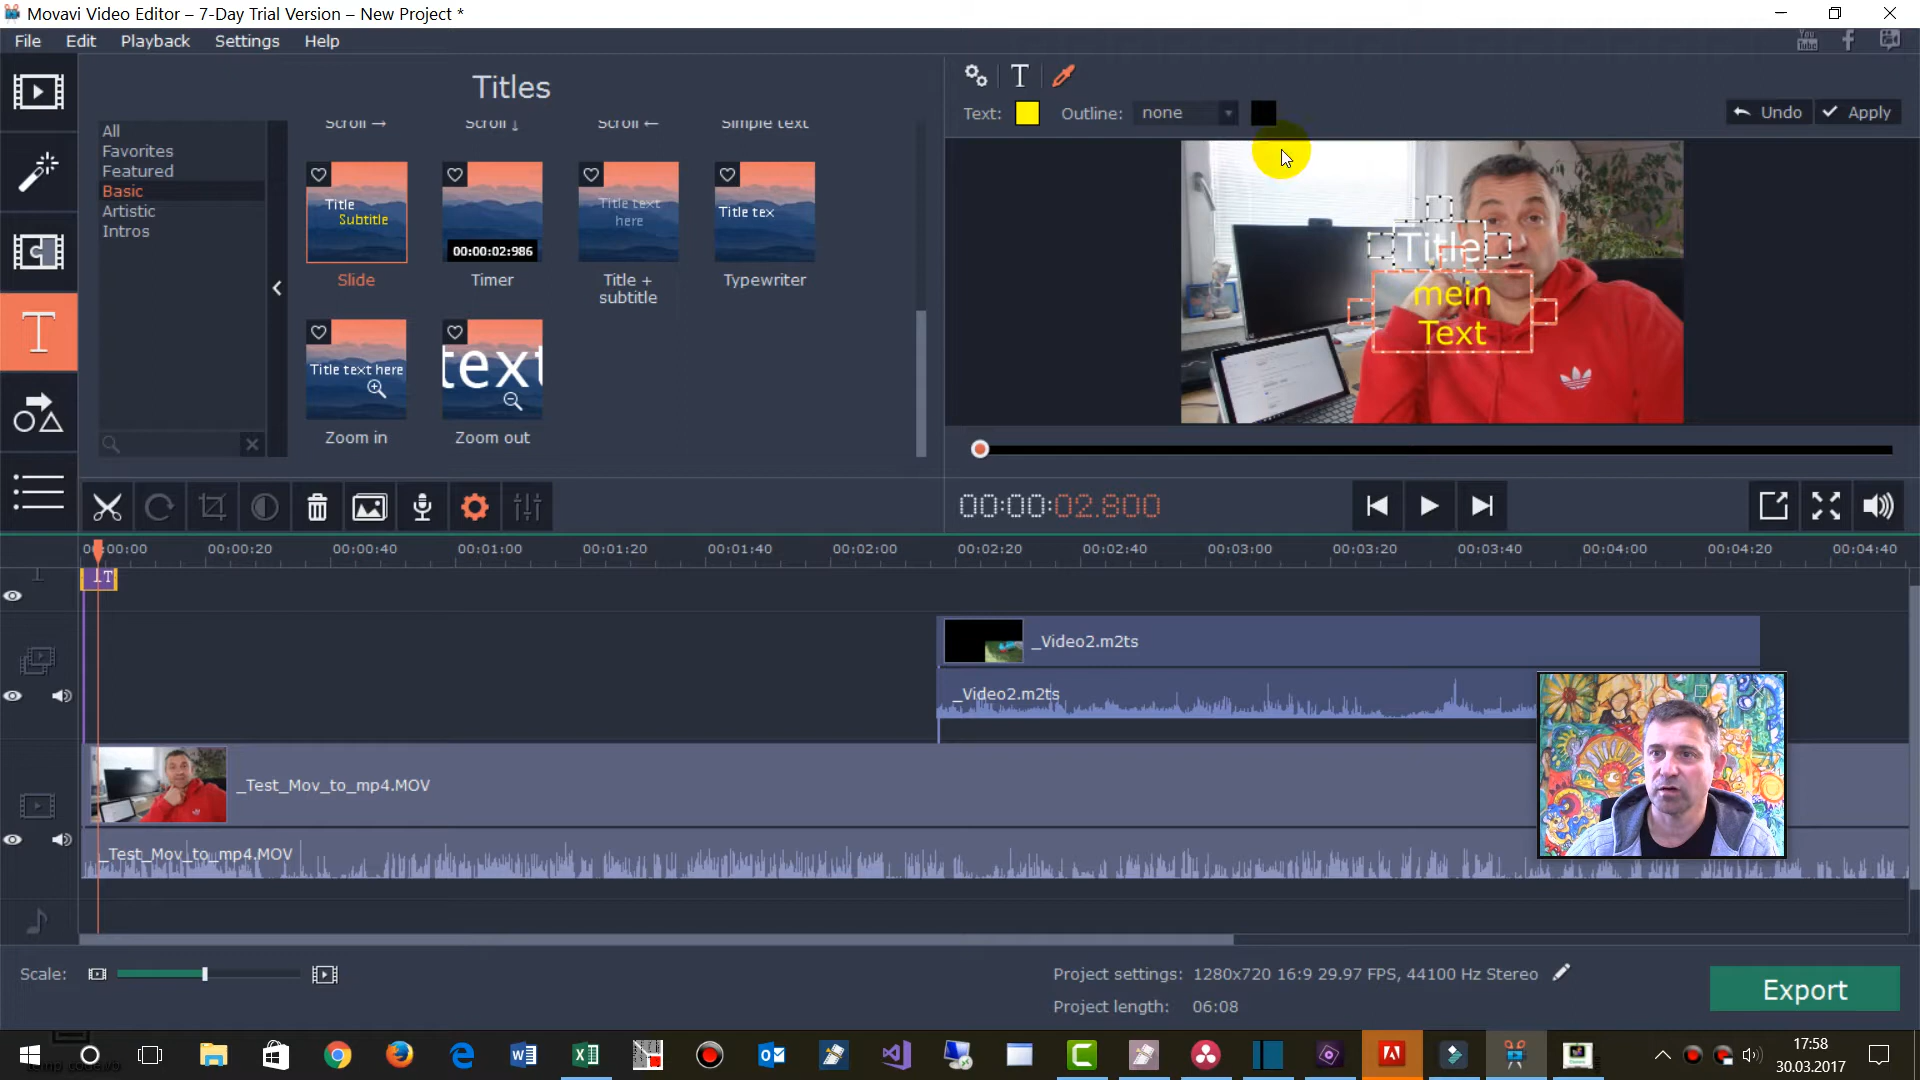 Movavi Video Editor – 7-Day Trial Version – New Project *
File Edit Playback Settings Help
You Tube
Titles
Text: Outline: none Undo Apply
All
Favorites
Featured
Basic
Artistic
Intros
Scroll → Scroll ↓ Scroll ← Simple text
Title
Subtitle
00:00:02:986
Title text
here
Title tex
Slide Timer Title +
subtitle Typewriter
Title text here
text
Zoom in Zoom out
Title
mein
Text
00:00:02.800
00:00:00 00:00:20 00:00:40 00:01:00 00:01:20 00:01:40 00:02:00 00:02:20 00:02:40 00:03:00 00:03:20 00:03:40 00:04:00 00:04:20 00:04:40
_Video2.m2ts
_Video2.m2ts
_Test_Mov_to_mp4.MOV
_Test_Mov_to_mp4.MOV
Scale:
Project settings: 1280x720 16:9 29.97 FPS, 44100 Hz Stereo
Project length: 06:08
Export
17:58
30.03.2017